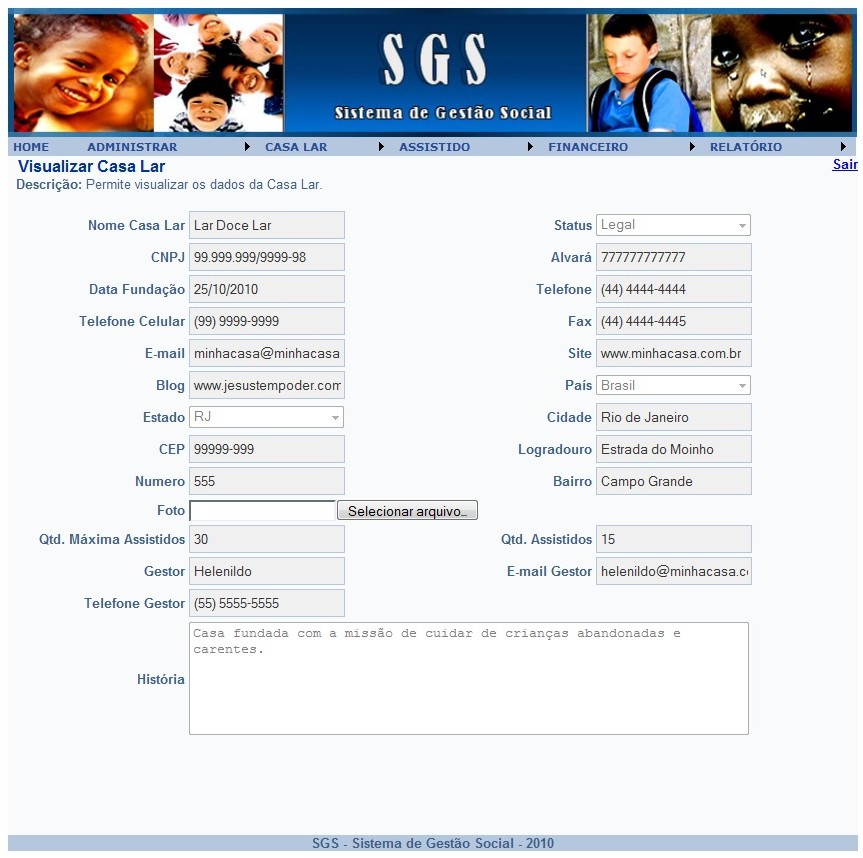 SGS
Sistema de Gestão Social
HOME ADMINISTRAR CASA LAR ASSISTIDO FINANCEIRO RELATÓRIO
Visualizar Casa Lar Sair
Descrição: Permite visualizar os dados da Casa Lar.
Nome Casa Lar Lar Doce Lar Status Legal
CNPJ 99.999.999/9999-98 Alvará 777777777777
Data Fundação 25/10/2010 Telefone (44) 4444-4444
Telefone Celular (99) 9999-9999 Fax (44) 4444-4445
E-mail minhacasa@minhacasa Site www.minhacasa.com.br
Blog www.jesustempoder.com País Brasil
Estado RJ Cidade Rio de Janeiro
CEP 99999-999 Logradouro Estrada do Moinho
Numero 555 Bairro Campo Grande
Foto Selecionar arquivo...
Qtd. Máxima Assistidos 30 Qtd. Assistidos 15
Gestor Helenildo E-mail Gestor helenildo@minhacasa.c
Telefone Gestor (55) 5555-5555
Casa fundada com a missão de cuidar de crianças abandonadas e
carentes.
História
SGS - Sistema de Gestão Social - 2010